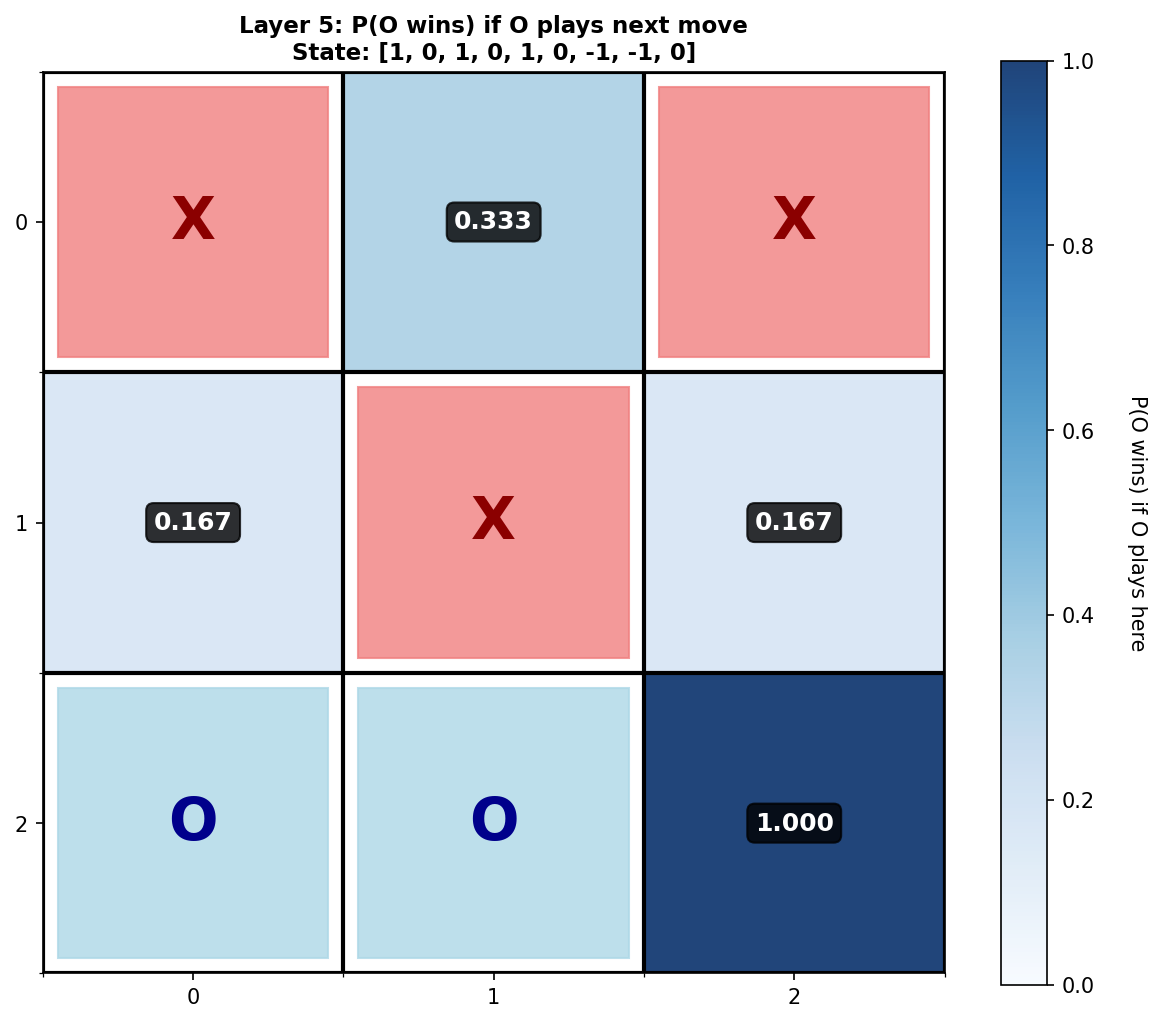 Layer 5: P(O wins) if O plays next move
State: [1, 0, 1, 0, 1, 0, -1, -1, 0]
X 0.333 X
0.167 X 0.167
O O 1.000
0
1
2
0 1 2
1.0
0.8
0.6
0.4
0.2
0.0
P(O wins) if O plays here